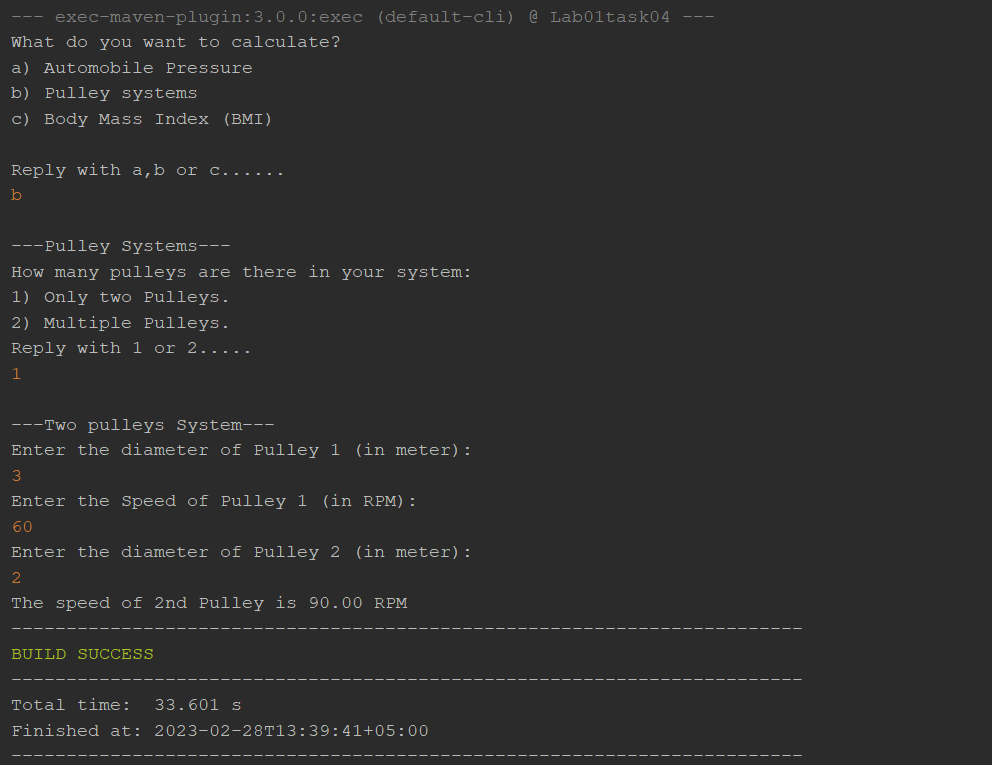 --- exec-maven-plugin:3.0.0:exec (default-cli) @ Lab01task04 ---
What do you want to calculate?
a) Automobile Pressure
b) Pulley systems
c) Body Mass Index (BMI)
Reply with a,b or c......
b
---Pulley Systems---
How many pulleys are there in your system:
1) Only two Pulleys.
2) Multiple Pulleys.
Reply with 1 or 2.....
1
---Two pulleys System---
Enter the diameter of Pulley 1 (in meter):
3
Enter the Speed of Pulley 1 (in RPM):
60
Enter the diameter of Pulley 2 (in meter):
2
The speed of 2nd Pulley is 90.00 RPM
------------------------------------------------------------------------
BUILD SUCCESS
------------------------------------------------------------------------
Total time:  33.601 s
Finished at: 2023-02-28T13:39:41+05:00
------------------------------------------------------------------------